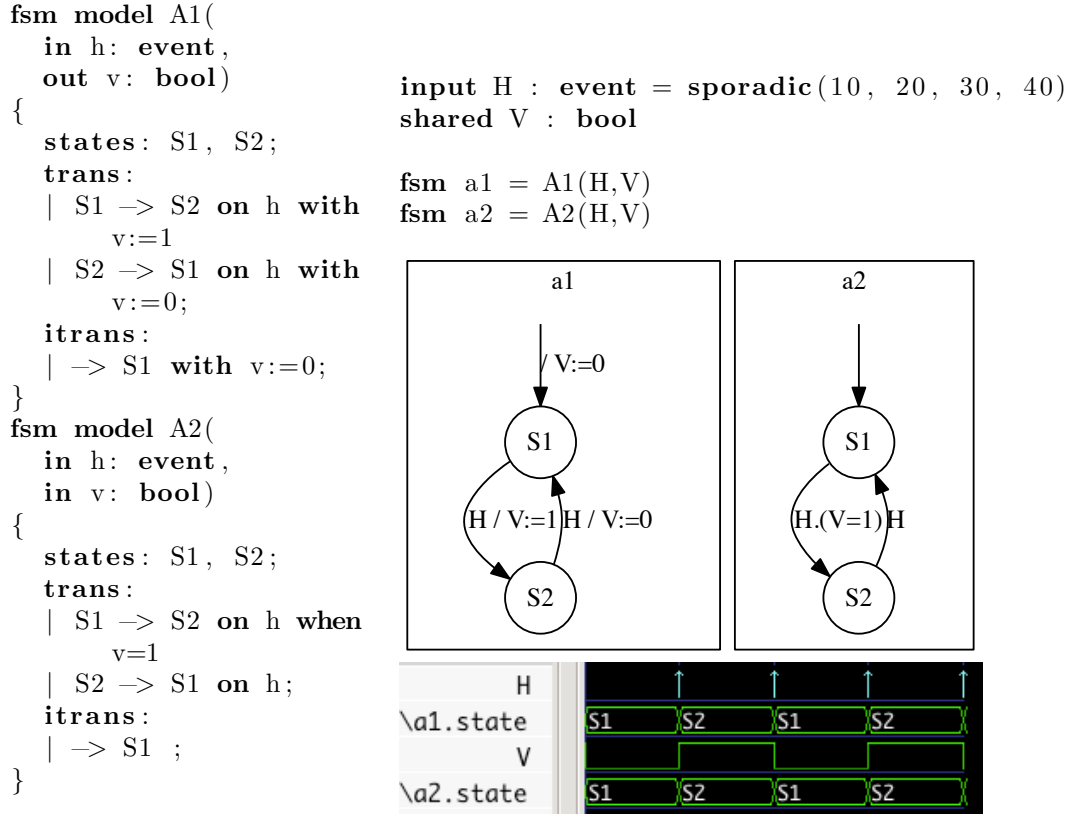 fsm model A1(
in h: event,
out v: bool)
{
states: S1, S2;
trans:
| S1 -> S2 on h with
v:=1
| S2 -> S1 on h with
v:=0;
itrans:
| -> S1 with v:=0;
}
fsm model A2(
in h: event,
in v: bool)
{
states: S1, S2;
trans:
| S1 -> S2 on h when
v=1
| S2 -> S1 on h;
itrans:
| -> S1 ;
}
input H : event = sporadic(10, 20, 30, 40)
shared V : bool
fsm a1 = A1(H,V)
fsm a2 = A2(H,V)
a1
/ V:=0
S1
H / V:=1
H / V:=0
S2
a2
S1
H.(V=1)
H
S2
H
\a1.state S1 S2 S1 S2
V
\a2.state S1 S2 S1 S2